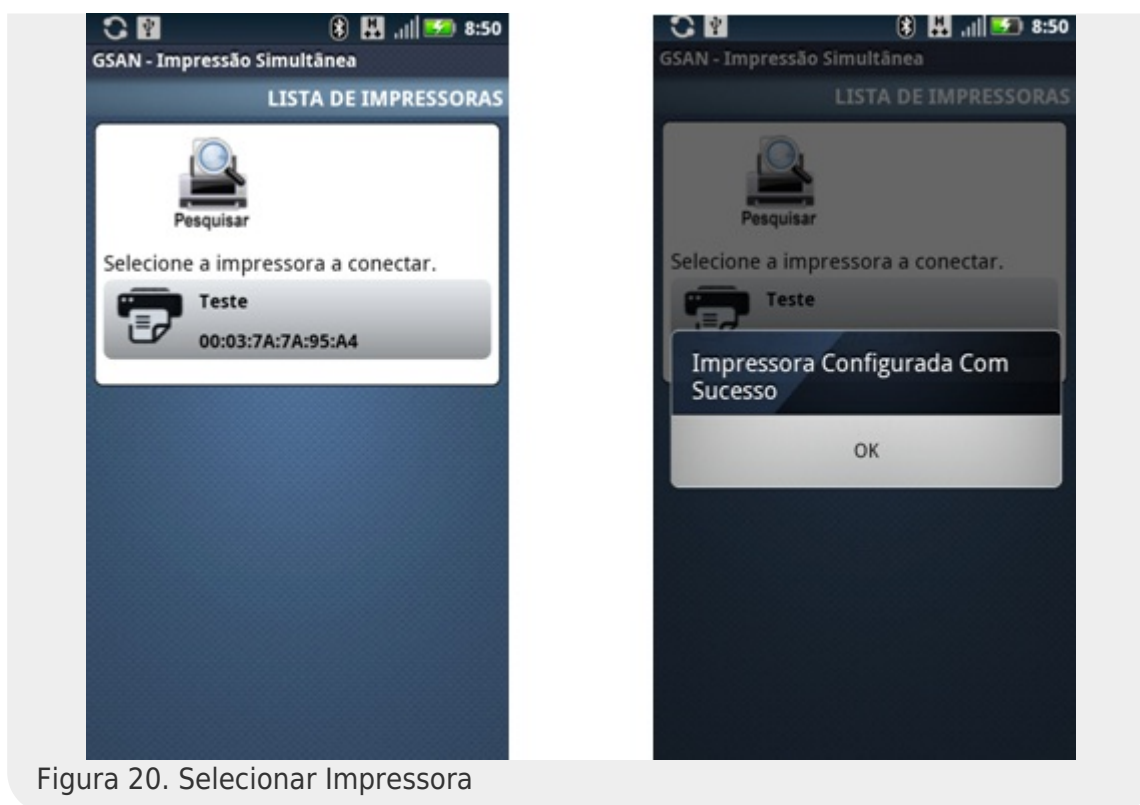 8:50
GSAN - Impressão Simultânea
LISTA DE IMPRESSORAS
Pesquisar
Selecione a impressora a conectar.
Teste
00:03:7A:7A:95:A4
8:50
GSAN - Impressão Simultânea
LISTA DE IMPRESSORAS
Pesquisar
Selecione a impressora a conectar.
Teste
Impressora Configurada Com
Sucesso
OK
Figura 20. Selecionar Impressora